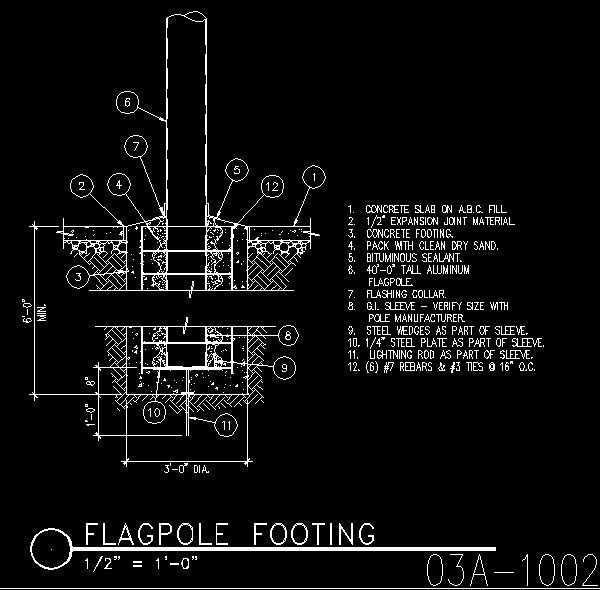 6
7
5
2
4
12
1
3
6'-0"
MIN.
8"
1'-0"
8
9
10
11
3'-0" DIA.
1. CONCRETE SLAB ON A.B.C. FILL.
2. 1/2" EXPANSION JOINT MATERIAL.
3. CONCRETE FOOTING.
4. PACK WITH CLEAN DRY SAND.
5. BITUMINOUS SEALANT.
6. 40'-0" TALL ALUMINUM
FLAGPOLE.
7. FLASHING COLLAR.
8. G.I. SLEEVE - VERIFY SIZE WITH
POLE MANUFACTURER.
9. STEEL WEDGES AS PART OF SLEEVE.
10. 1/4" STEEL PLATE AS PART OF SLEEVE.
11. LIGHTNING ROD AS PART OF SLEEVE.
12. (6) #7 REBARS & #3 TIES @ 16" O.C.
FLAGPOLE FOOTING
1/2" = 1'-0"
03A-1002